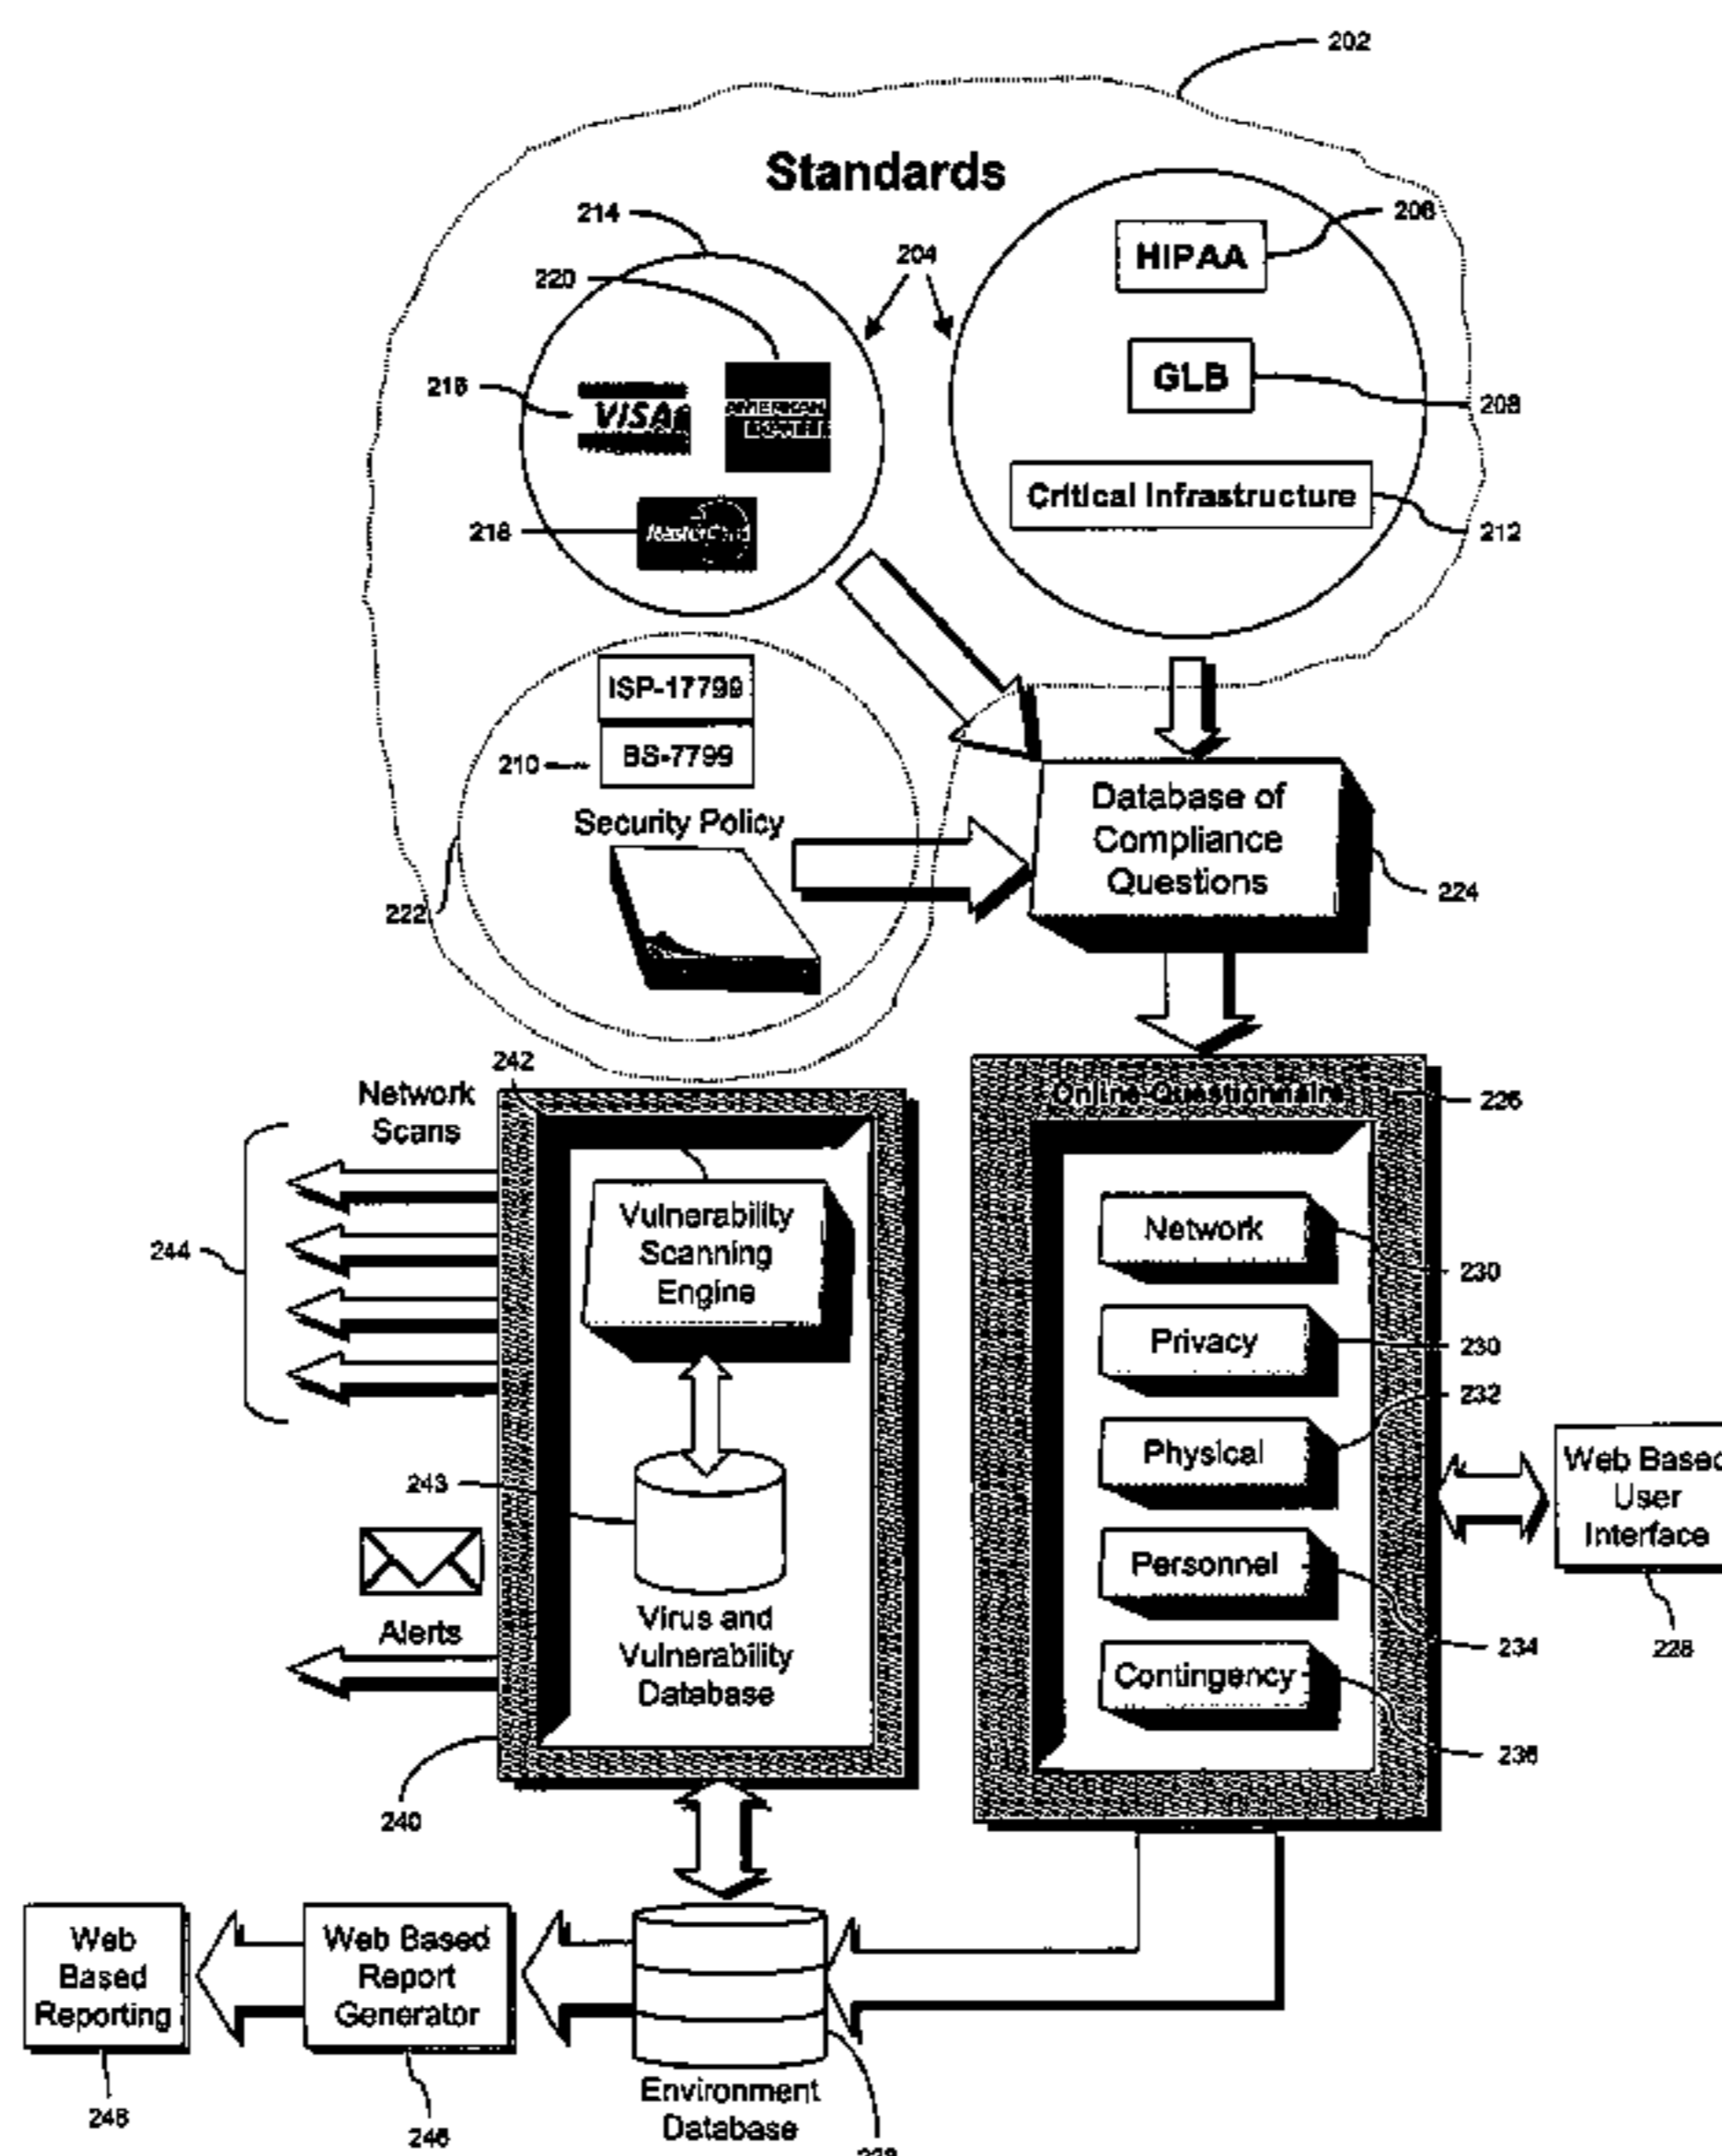 202
Standards
214
204
206
HIPAA
220
GLB
216
208
VISA
AMERICAN
EXPRESS
Critical Infrastructure
218
MasterCard
212
ISP-17799
210
BS-7799
Security Policy
Database of
Compliance
Questions
222
224
242
Network
Scans
Online Questionnaire
226
Vulnerability
Scanning
Engine
Network
244
230
Privacy
230
232
Physical
243
Web Based
User
Interface
Personnel
Virus and
Vulnerability
Database
Alerts
234
228
Contingency
236
240
Web
Based
Reporting
Web Based
Report
Generator
Environment
Database
248
246